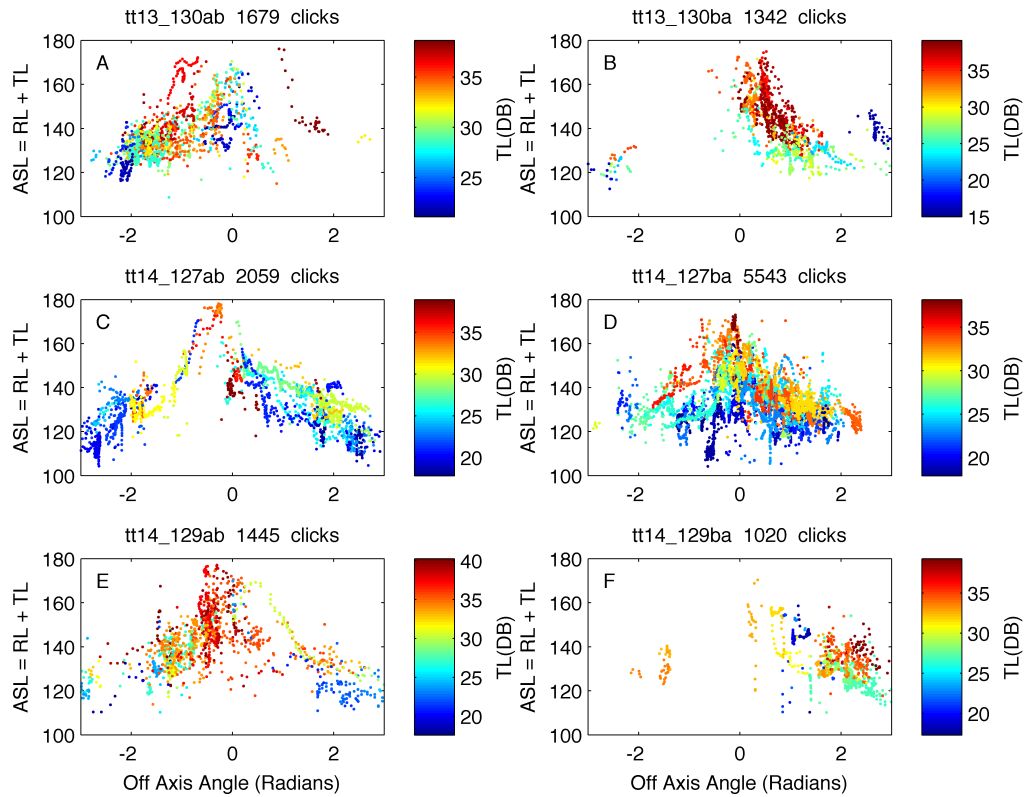 tt13_130ab 1679 clicks
A
ASL = RL + TL
180
160
140
120
100
-2 0 2
35
30
25
TL(DB)
tt13_130ba 1342 clicks
B
ASL = RL + TL
180
160
140
120
100
-2 0 2
35
30
25
20
15
TL(DB)
tt14_127ab 2059 clicks
C
ASL = RL + TL
180
160
140
120
100
-2 0 2
35
30
25
20
TL(DB)
tt14_127ba 5543 clicks
D
ASL = RL + TL
180
160
140
120
100
-2 0 2
35
30
25
20
TL(DB)
tt14_129ab 1445 clicks
E
ASL = RL + TL
180
160
140
120
100
-2 0 2
Off Axis Angle (Radians)
40
35
30
25
20
TL(DB)
tt14_129ba 1020 clicks
F
ASL = RL + TL
180
160
140
120
100
-2 0 2
Off Axis Angle (Radians)
35
30
25
20
TL(DB)